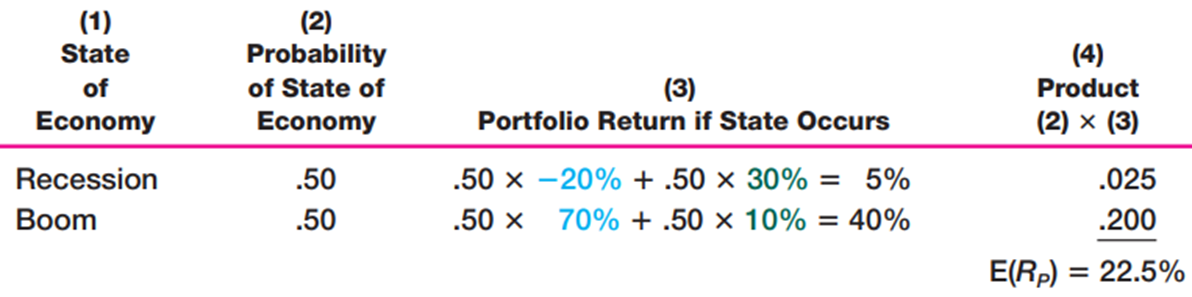 (1) (2)
State Probability (4)
of of State of (3) Product
Economy Economy Portfolio Return if State Occurs (2) × (3)
Recession .50 .50 × −20% + .50 × 30% = 5% .025
Boom .50 .50 × 70% + .50 × 10% = 40% .200
E(RP) = 22.5%